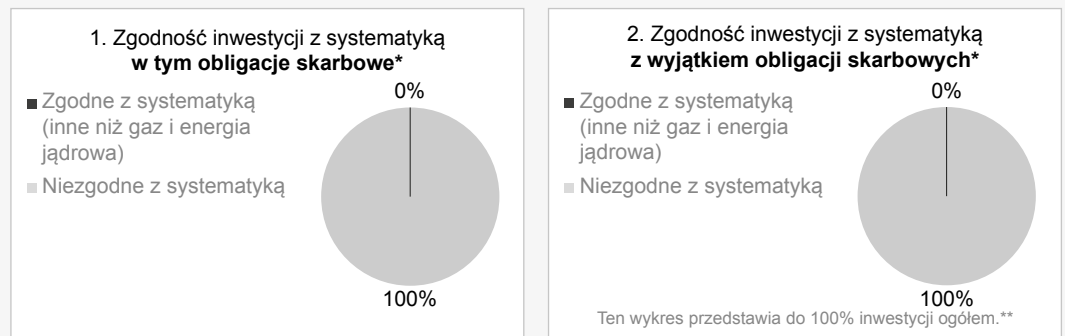 1. Zgodność inwestycji z systematyką
w tym obligacje skarbowe*
0%
Zgodne z systematyką
(inne niż gaz i energia
jądrowa)
Niezgodne z systematyką
100%
2. Zgodność inwestycji z systematyką
z wyjątkiem obligacji skarbowych*
0%
Zgodne z systematyką
(inne niż gaz i energia
jądrowa)
Niezgodne z systematyką
100%
Ten wykres przedstawia do 100% inwestycji ogółem.**